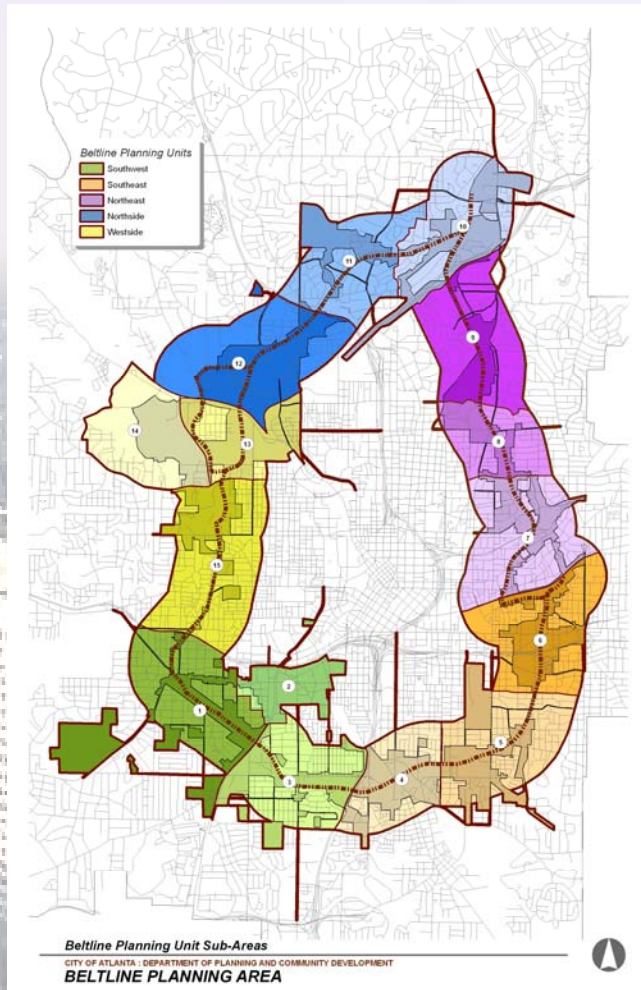 Beltline Planning Units
Southwest
Southeast
Northeast
Northside
Westside
10
11
9
12
14
13
8
7
15
6
2
1
5
4
3
Beltline Planning Unit Sub-Areas
CITY OF ATLANTA : DEPARTMENT OF PLANNING AND COMMUNITY DEVELOPMENT
BELTLINE PLANNING AREA